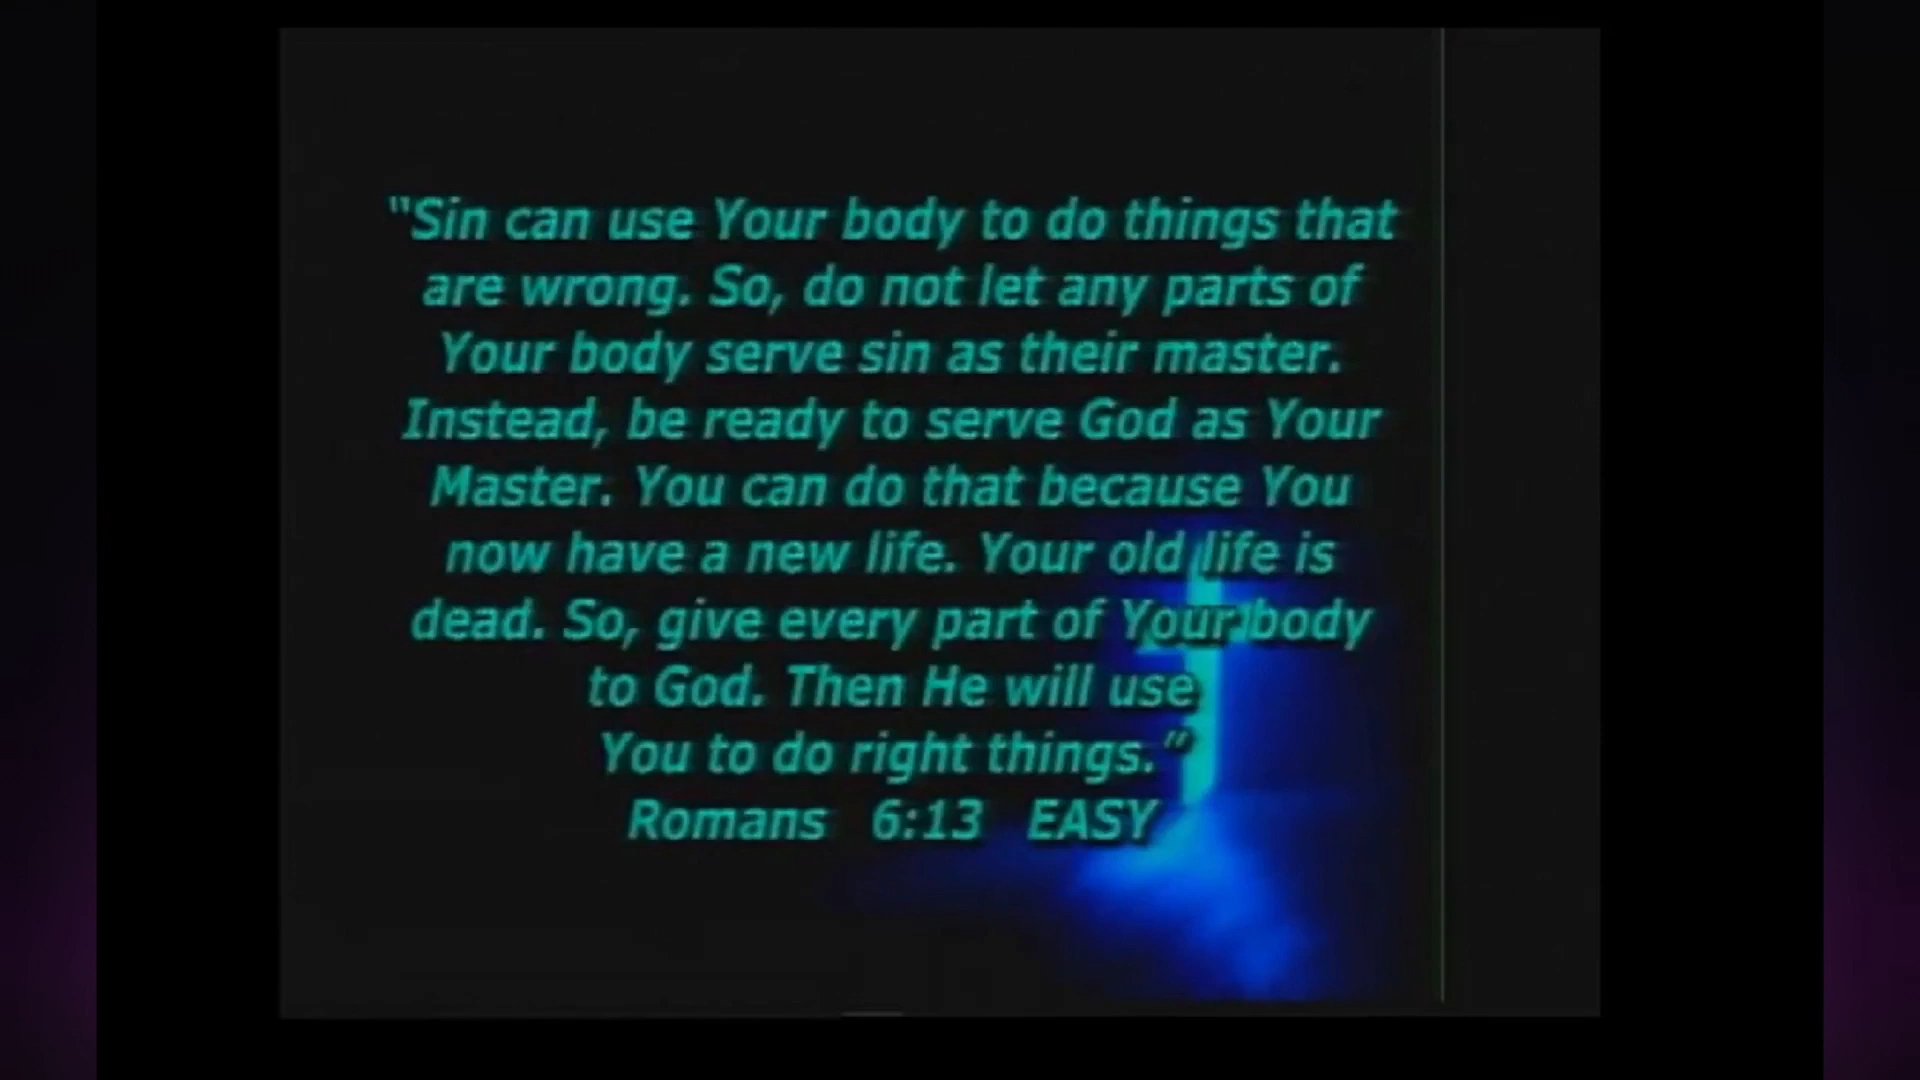 "Sin can use Your body to do things that
are wrong. So, do not let any parts of
Your body serve sin as their master.
Instead, be ready to serve God as Your
Master. You can do that because You
now have a new life. Your old life is
dead. So, give every part of Your body
to God. Then He will use
You to do right things.”
Romans 6:13 EASY